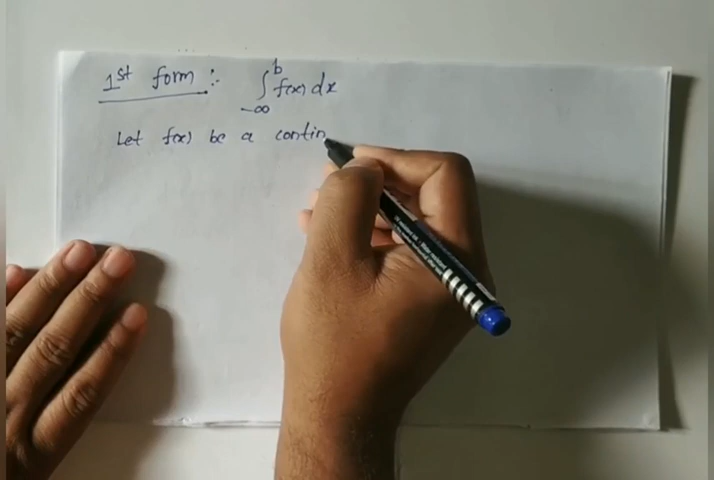 1st form :- ∫_{-∞}^{b} f(x) dx
Let f(x) be a contin